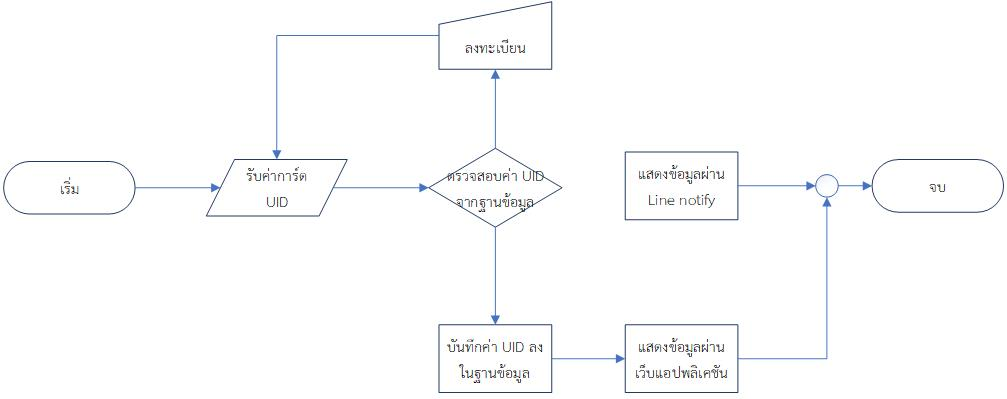 ลงทะเบียน
เริ่ม
รับค่าการ์ด
UID
ตรวจสอบค่า UID
จากฐานข้อมูล
แสดงข้อมูลผ่าน
Line notify
จบ
บันทึกค่า UID ลง
ในฐานข้อมูล
แสดงข้อมูลผ่าน
เว็บแอปพลิเคชัน